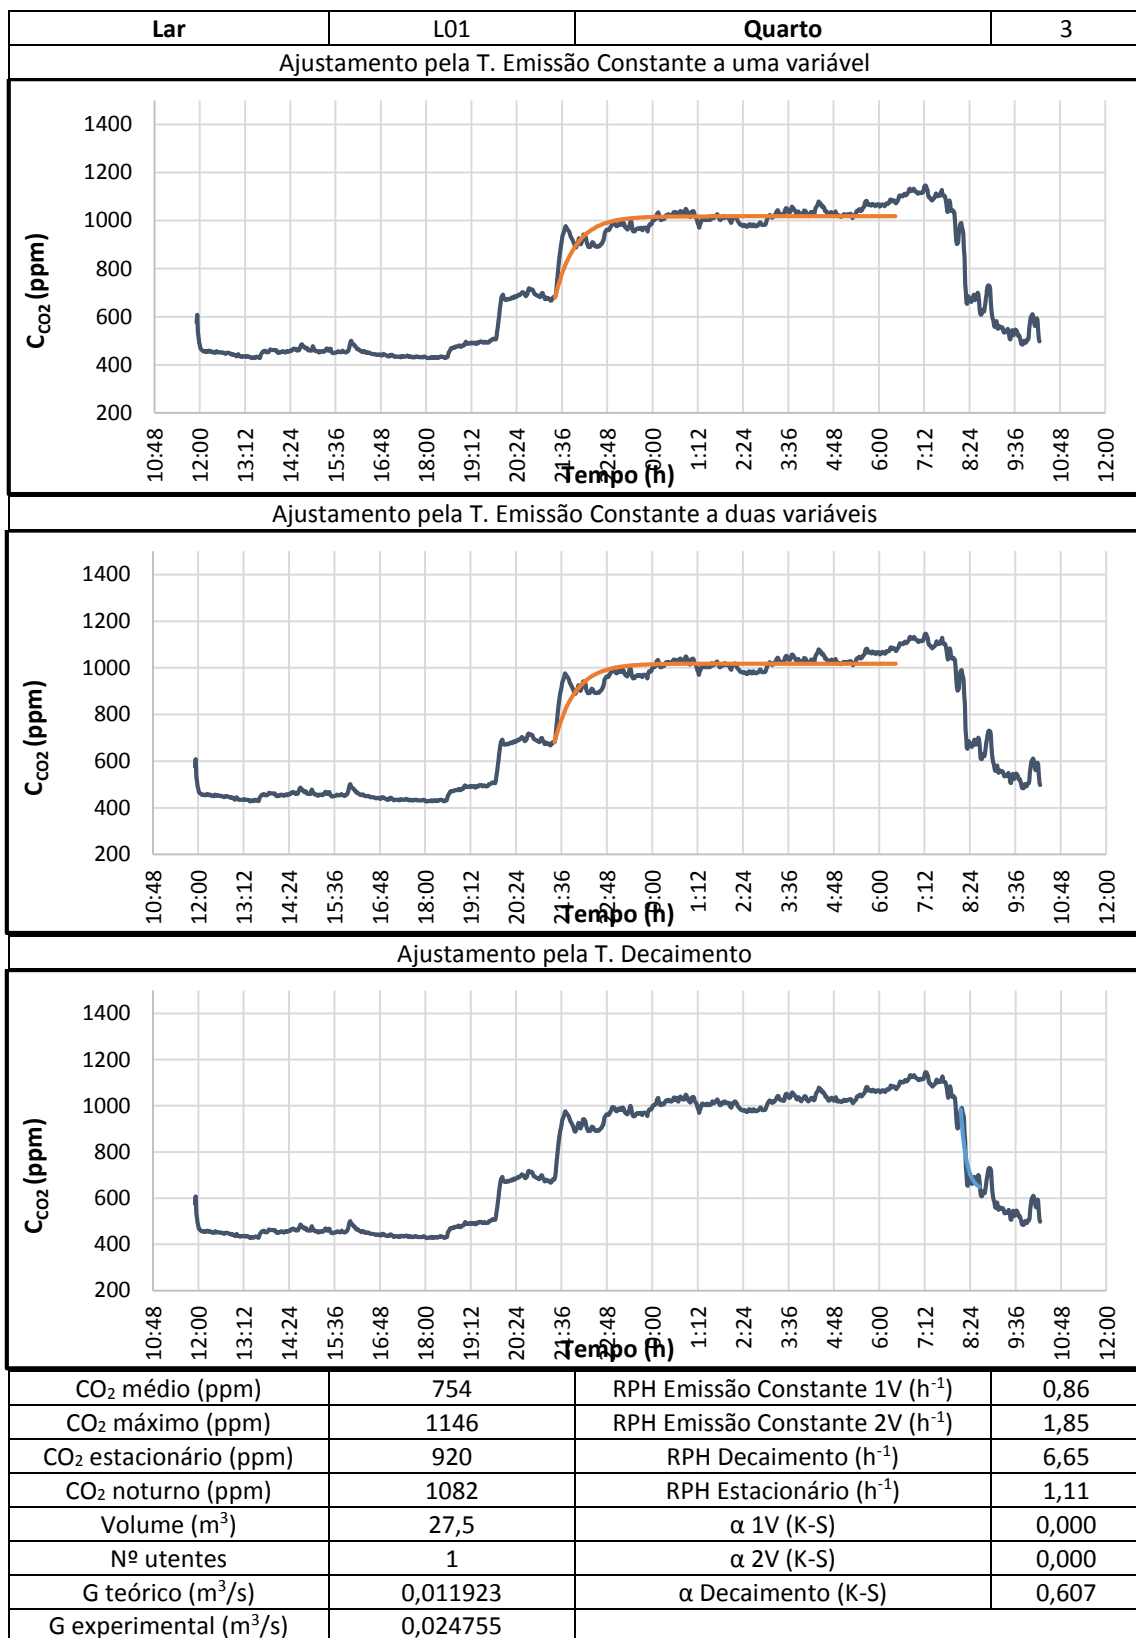 Lar L01 Quarto 3
Ajustamento pela T. Emissão Constante a uma variável
1400
1200
1000
800
600
400
200
C_CO2 (ppm)
10:48 12:00 13:12 14:24 15:36 16:48 18:00 19:12 20:24 21:36 22:48 0:00 1:12 2:24 3:36 4:48 6:00 7:12 8:24 9:36 10:48 12:00
Tempo (h)
Ajustamento pela T. Emissão Constante a duas variáveis
1400
1200
1000
800
600
400
200
C_CO2 (ppm)
10:48 12:00 13:12 14:24 15:36 16:48 18:00 19:12 20:24 21:36 22:48 0:00 1:12 2:24 3:36 4:48 6:00 7:12 8:24 9:36 10:48 12:00
Tempo (h)
Ajustamento pela T. Decaimento
1400
1200
1000
800
600
400
200
C_CO2 (ppm)
10:48 12:00 13:12 14:24 15:36 16:48 18:00 19:12 20:24 21:36 22:48 0:00 1:12 2:24 3:36 4:48 6:00 7:12 8:24 9:36 10:48 12:00
Tempo (h)
CO₂ médio (ppm) 754 RPH Emissão Constante 1V (h⁻¹) 0,86
CO₂ máximo (ppm) 1146 RPH Emissão Constante 2V (h⁻¹) 1,85
CO₂ estacionário (ppm) 920 RPH Decaimento (h⁻¹) 6,65
CO₂ noturno (ppm) 1082 RPH Estacionário (h⁻¹) 1,11
Volume (m³) 27,5 α 1V (K-S) 0,000
Nº utentes 1 α 2V (K-S) 0,000
G teórico (m³/s) 0,011923 α Decaimento (K-S) 0,607
G experimental (m³/s) 0,024755